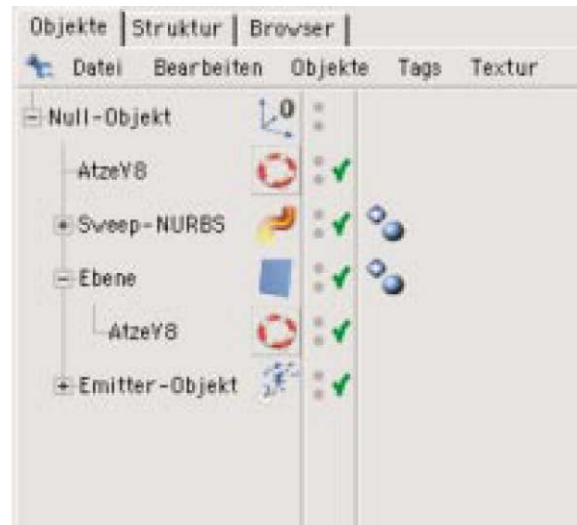 Objekte Struktur Browser
Datei Bearbeiten Objekte Tags Textur
Null-Objekt
AtzeY8
Sweep-NURBS
Ebene
AtzeY8
Emitter-Objekt